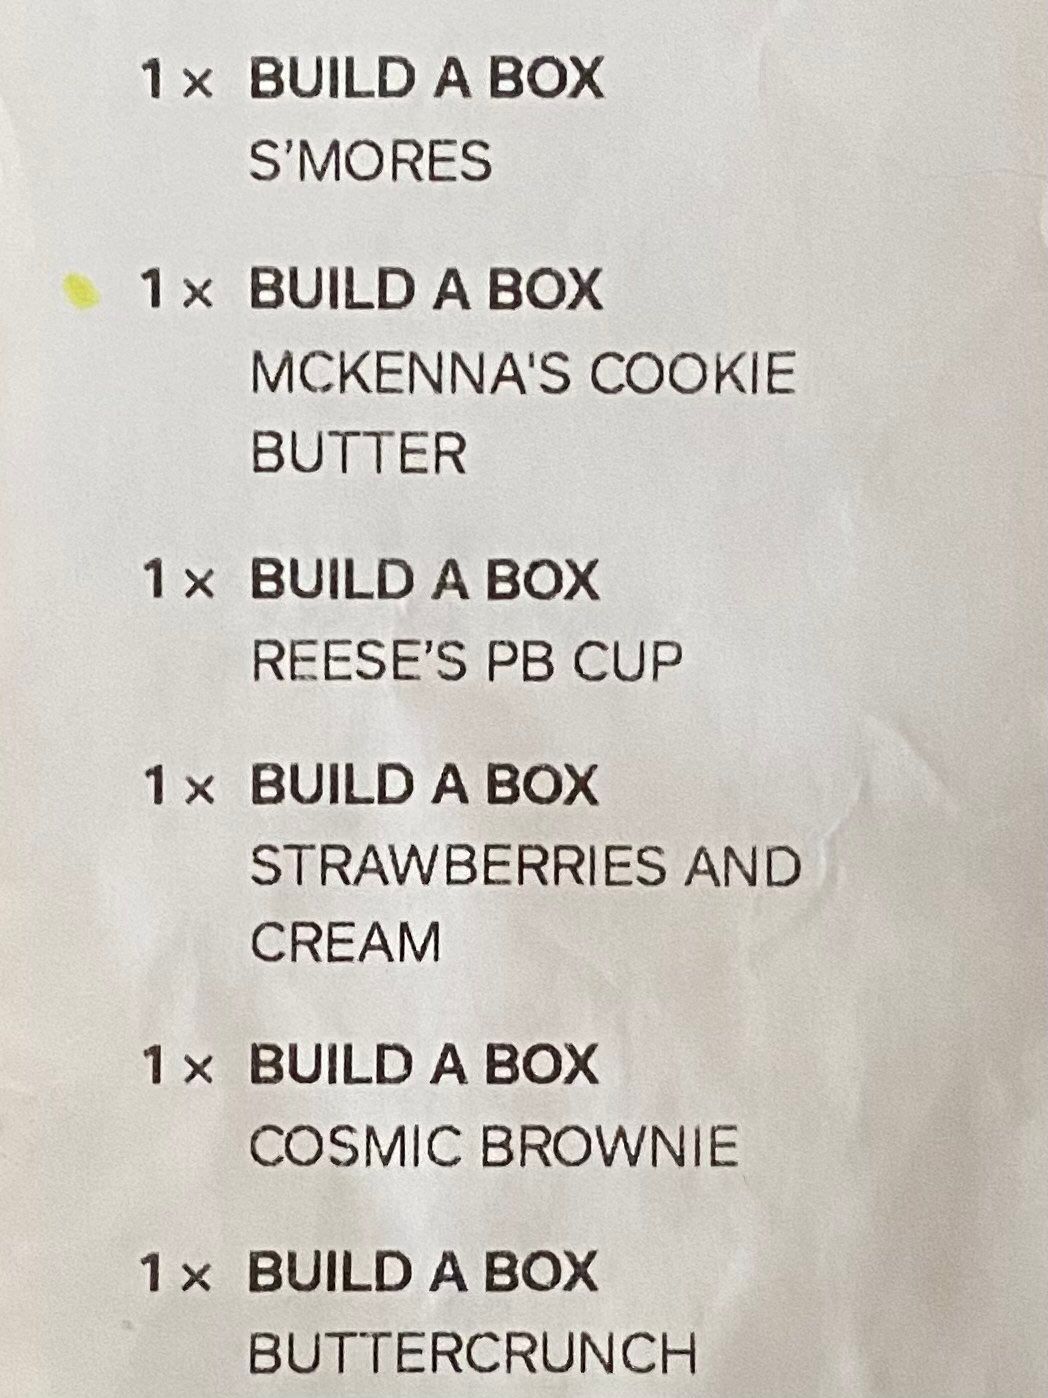 1 x BUILD A BOX
S’MORES
1 x BUILD A BOX
MCKENNA'S COOKIE
BUTTER
1 x BUILD A BOX
REESE’S PB CUP
1 x BUILD A BOX
STRAWBERRIES AND
CREAM
1 x BUILD A BOX
COSMIC BROWNIE
1 x BUILD A BOX
BUTTERCRUNCH